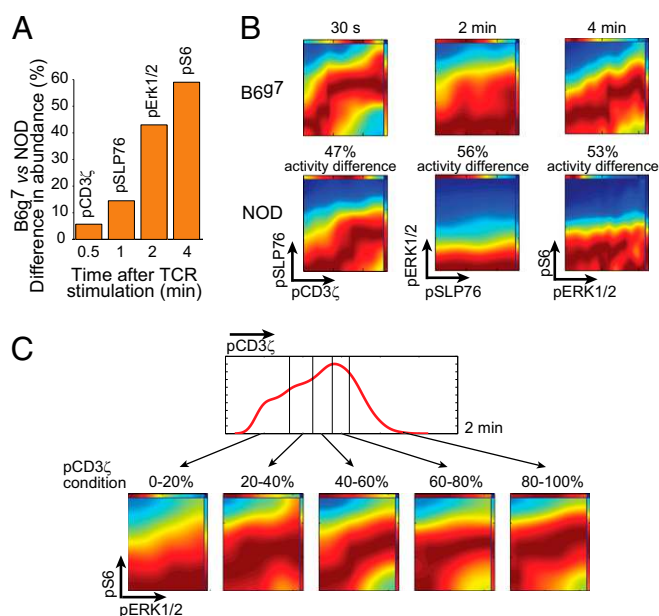 A
B6g7 vs NOD
Difference in abundance (%)
60
50
40
30
20
10
0
pCD3ζ
pSLP76
pErk1/2
pS6
0.5 1 2 4
Time after TCR
stimulation (min)
B
30 s 2 min 4 min
B6g7
47%
activity difference
56%
activity difference
53%
activity difference
NOD
pSLP76
pCD3ζ
pERK1/2
pSLP76
pS6
pERK1/2
C
pCD3ζ
2 min
pCD3ζ
condition
0-20% 20-40% 40-60% 60-80% 80-100%
pS6
pERK1/2